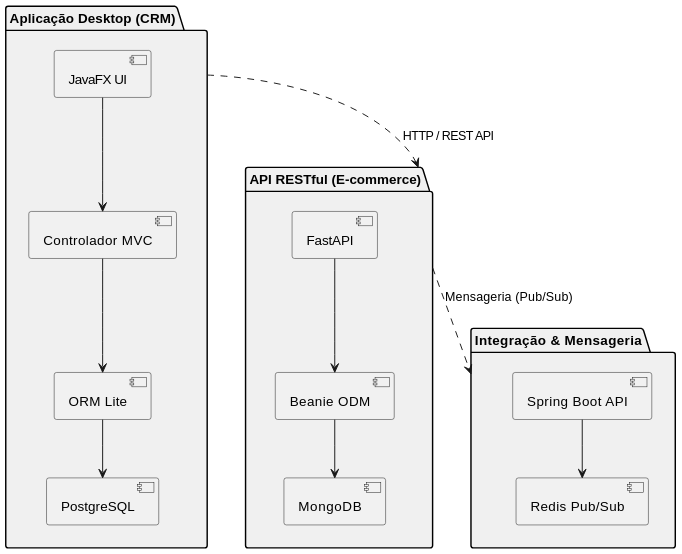 Aplicação Desktop (CRM)
JavaFX UI
Controlador MVC
ORM Lite
PostgreSQL
HTTP / REST API
API RESTful (E-commerce)
FastAPI
Beanie ODM
MongoDB
Mensageria (Pub/Sub)
Integração & Mensageria
Spring Boot API
Redis Pub/Sub